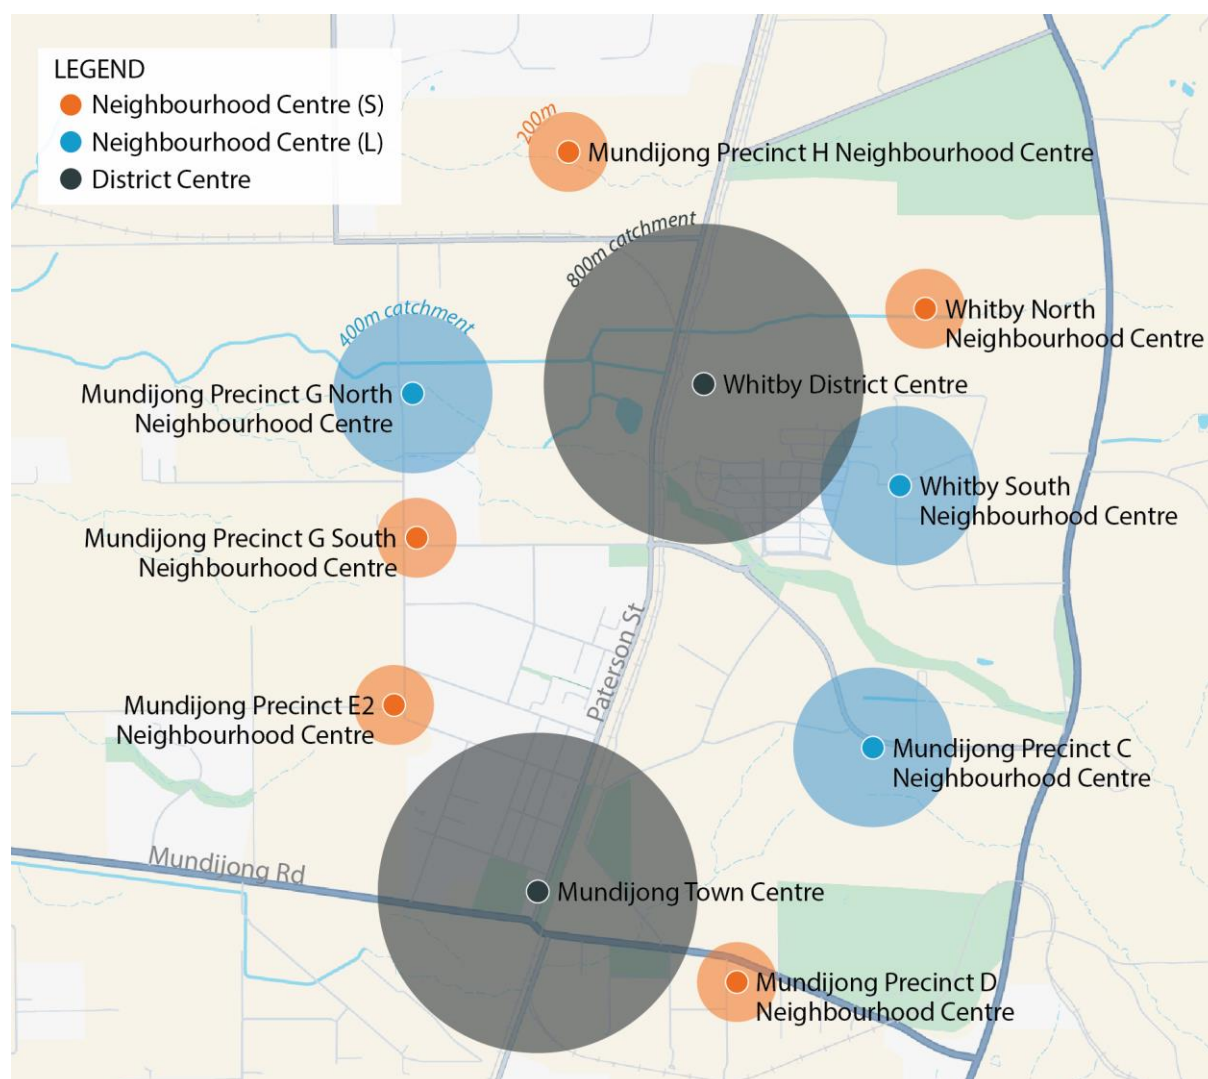 LEGEND
Neighbourhood Centre (S)
Neighbourhood Centre (L)
District Centre
200m
Mundijong Precinct H Neighbourhood Centre
800m catchment
400m catchment
Whitby North
Neighbourhood Centre
Whitby District Centre
Mundijong Precinct G North
Neighbourhood Centre
Whitby South
Neighbourhood Centre
Mundijong Precinct G South
Neighbourhood Centre
Paterson St
Mundijong Precinct E2
Neighbourhood Centre
Mundijong Precinct C
Neighbourhood Centre
Mundijong Rd
Mundijong Town Centre
Mundijong Precinct D
Neighbourhood Centre